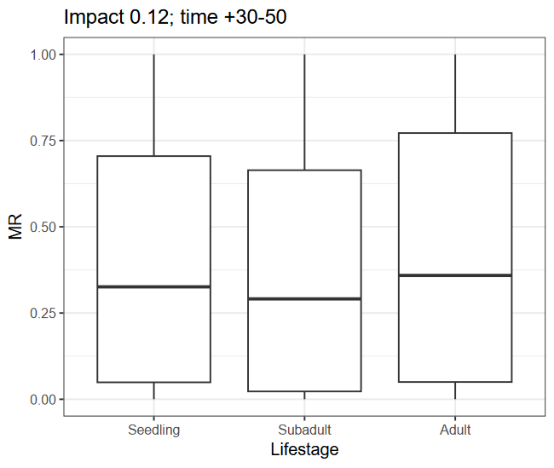 Impact 0.12; time +30-50
1.00
0.75
0.50
0.25
0.00
MR
Seedling Subadult Adult
Lifestage